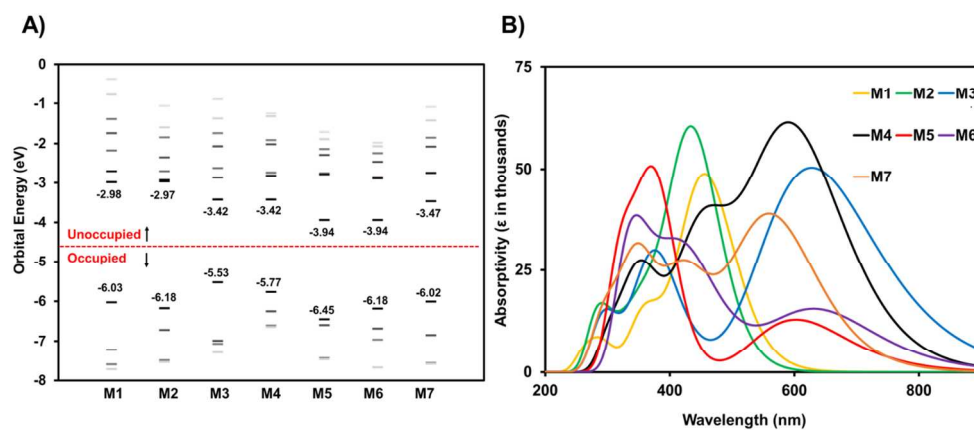 A)
Orbital Energy (eV)
0
-1
-2
-3
-4
-5
-6
-7
-8
-2.98
-2.97
-3.42
-3.42
-3.94
-3.94
-3.47
Unoccupied
Occupied
-6.03
-6.18
-5.53
-5.77
-6.45
-6.18
-6.02
M1 M2 M3 M4 M5 M6 M7
B)
Absorptivity (ε in thousands)
75
50
25
0
M1 M2 M3
M4 M5 M6
M7
200 400 600 800
Wavelength (nm)